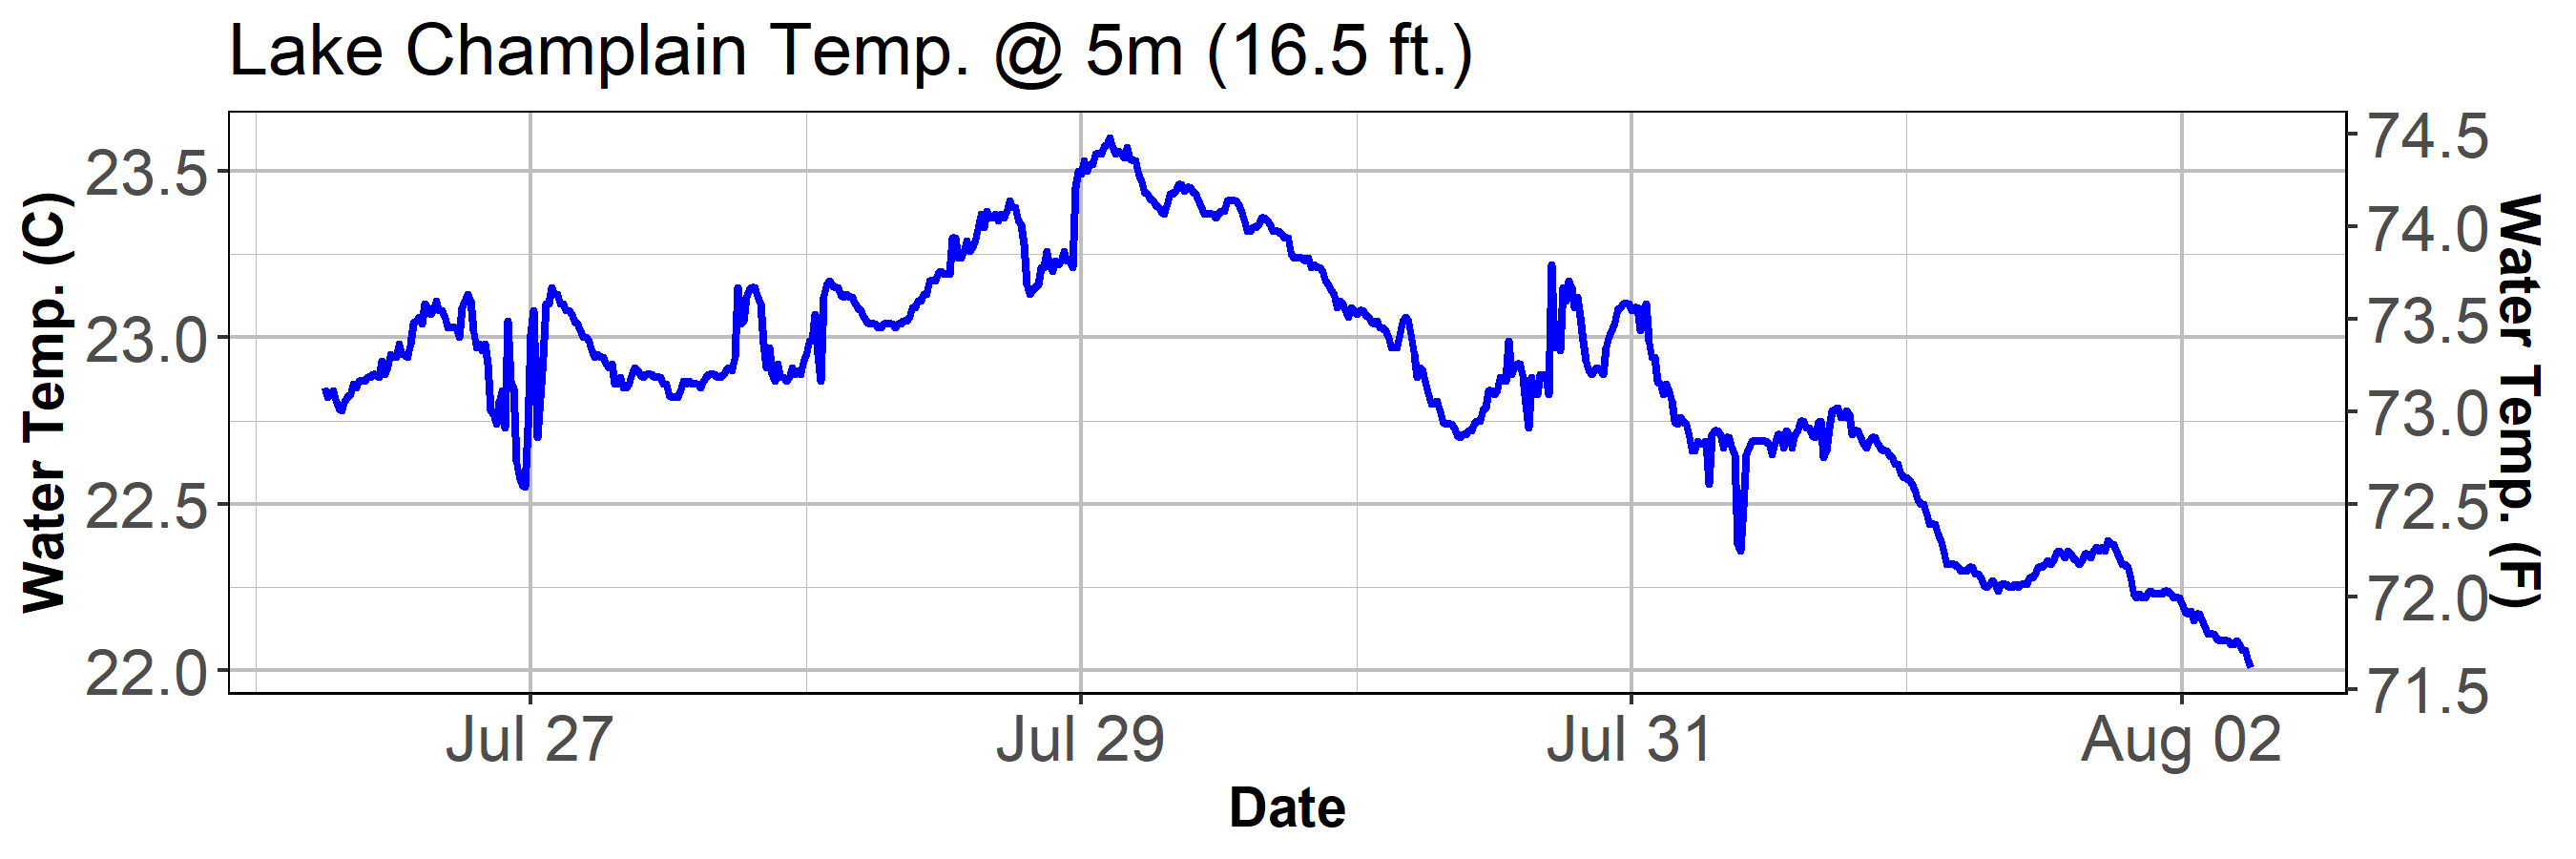 Lake Champlain Temp. @ 5m (16.5 ft.)
Water Temp. (C)
23.5
23.0
22.5
22.0
74.5
74.0
73.5
73.0
72.5
72.0
71.5
Water Temp. (F)
Jul 27
Jul 29
Jul 31
Aug 02
Date